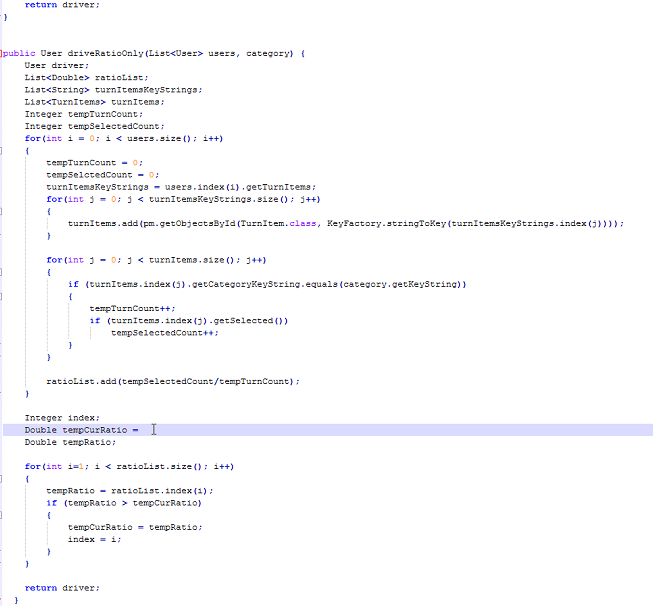 return driver;
}
public User driveRatioOnly(List<User> users, category) {
User driver;
List<Double> ratioList;
List<String> turnItemsKeyStrings;
List<TurnItems> turnItems;
Integer tempTurnCount;
Integer tempSelectedCount;
for(int i = 0; i < users.size(); i++)
{
tempTurnCount = 0;
tempSelctedCount = 0;
turnItemsKeyStrings = users.index(i).getTurnItems;
for(int j = 0; j < turnItemsKeyStrings.size(); j++)
{
turnItems.add(pm.getObjectsById(TurnItem.class, KeyFactory.stringToKey(turnItemsKeyStrings.index(j))));
}
for(int j = 0; j < turnItems.size(); j++)
{
if (turnItems.index(j).getCategoryKeyString.equals(category.getKeyString))
{
tempTurnCount++;
if (turnItems.index(j).getSelected())
tempSelectedCount++;
}
}
ratioList.add(tempSelectedCount/tempTurnCount);
}
Integer index;
Double tempCurRatio =
Double tempRatio;
for(int i=1; i < ratioList.size(); i++)
{
tempRatio = ratioList.index(i);
if (tempRatio > tempCurRatio)
{
tempCurRatio = tempRatio;
index = i;
}
}
return driver;
}